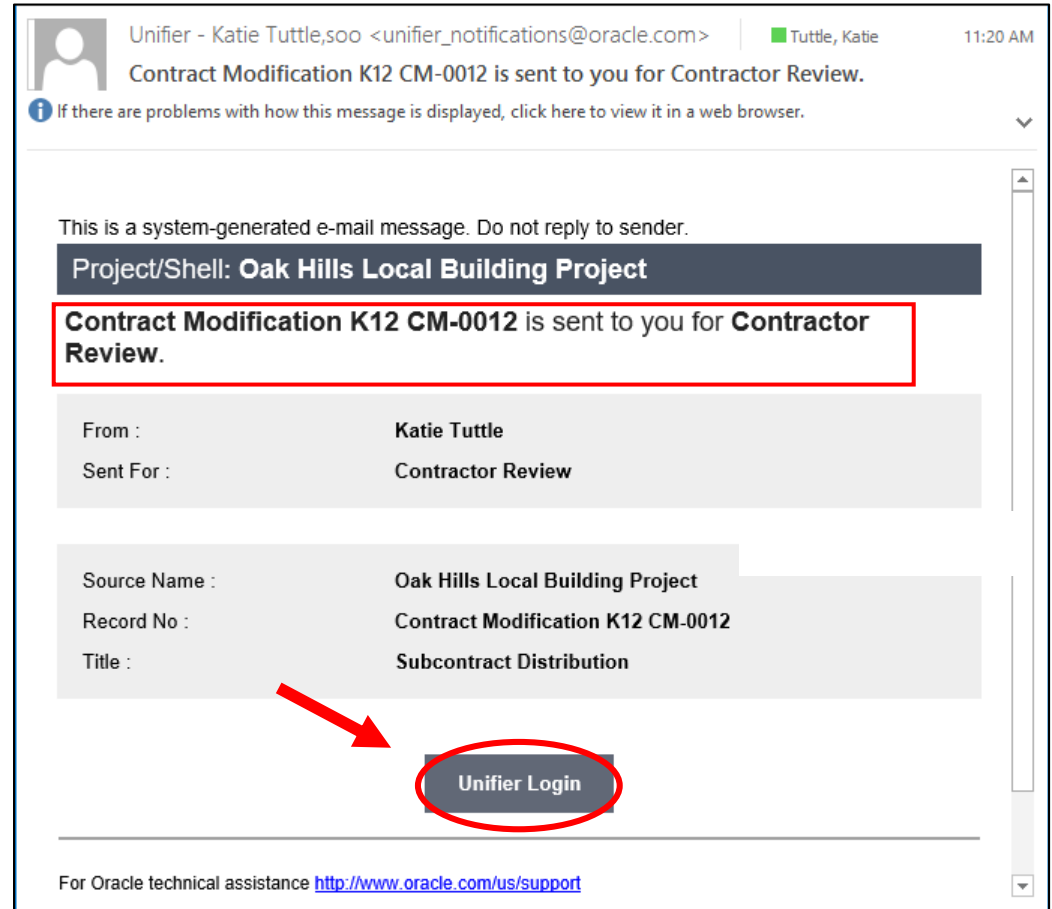 Unifier - Katie Tuttle,soo <unifier_notifications@oracle.com>
Tuttle, Katie
11:20 AM
Contract Modification K12 CM-0012 is sent to you for Contractor Review.
If there are problems with how this message is displayed, click here to view it in a web browser.
This is a system-generated e-mail message. Do not reply to sender.
Project/Shell: Oak Hills Local Building Project
Contract Modification K12 CM-0012 is sent to you for Contractor
Review.
From : Katie Tuttle
Sent For : Contractor Review
Source Name : Oak Hills Local Building Project
Record No : Contract Modification K12 CM-0012
Title : Subcontract Distribution
Unifier Login
For Oracle technical assistance http://www.oracle.com/us/support